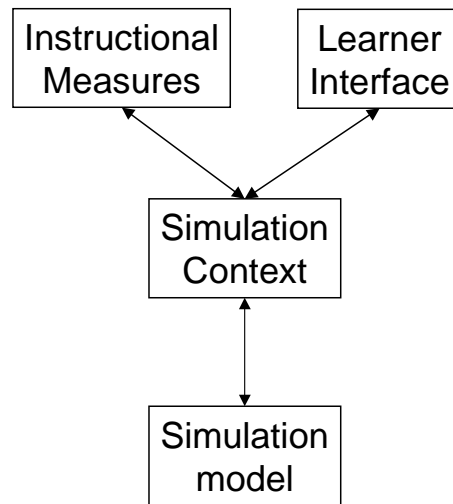 Instructional
Measures
Learner
Interface
Simulation
Context
Simulation
model